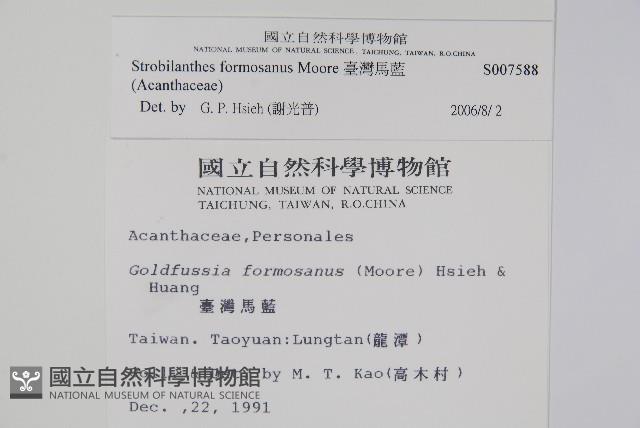 國立自然科學博物館
NATIONAL MUSEUM OF NATURAL SCIENCE, TAICHUNG, TAIWAN, R.O.CHINA
Strobilanthes formosanus Moore 臺灣馬藍 S007588
(Acanthaceae)
Det. by G. P. Hsieh (謝光普) 2006/8/ 2
國立自然科學博物館
NATIONAL MUSEUM OF NATURAL SCIENCE
TAICHUNG, TAIWAN, R.O.CHINA
Acanthaceae,Personales
Goldfussia formosanus (Moore) Hsieh &
Huang
臺灣馬藍
Taiwan. Taoyuan:Lungtan(龍潭)
by M. T. Kao(高木村)
Dec. ,22, 1991
國立自然科學博物館
NATIONAL MUSEUM OF NATURAL SCIENCE